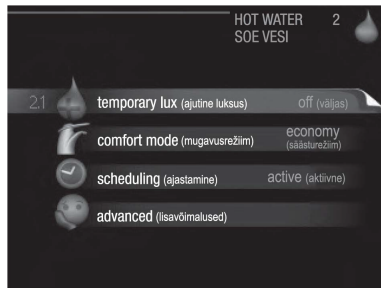 HOT WATER 2
SOE VESI
2.1 temporary lux (ajutine luksus) off (väljas)
comfort mode (mugavusrežiim) economy (säästurežiim)
scheduling (ajastamine) active (aktiivne)
advanced (lisavõimalused)